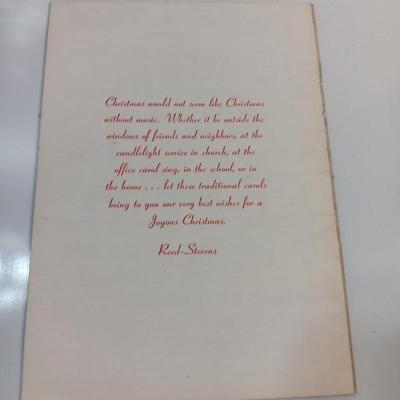 Christmas would not seem like Christmas
without music. Whether it be outside the
windows of friends and neighbors, at the
candlelight service in church, at the
office carol sing, in the school, or in
the home . . . let these traditional carols
bring to you our very best wishes for a
Joyous Christmas.
Reed-Stevens